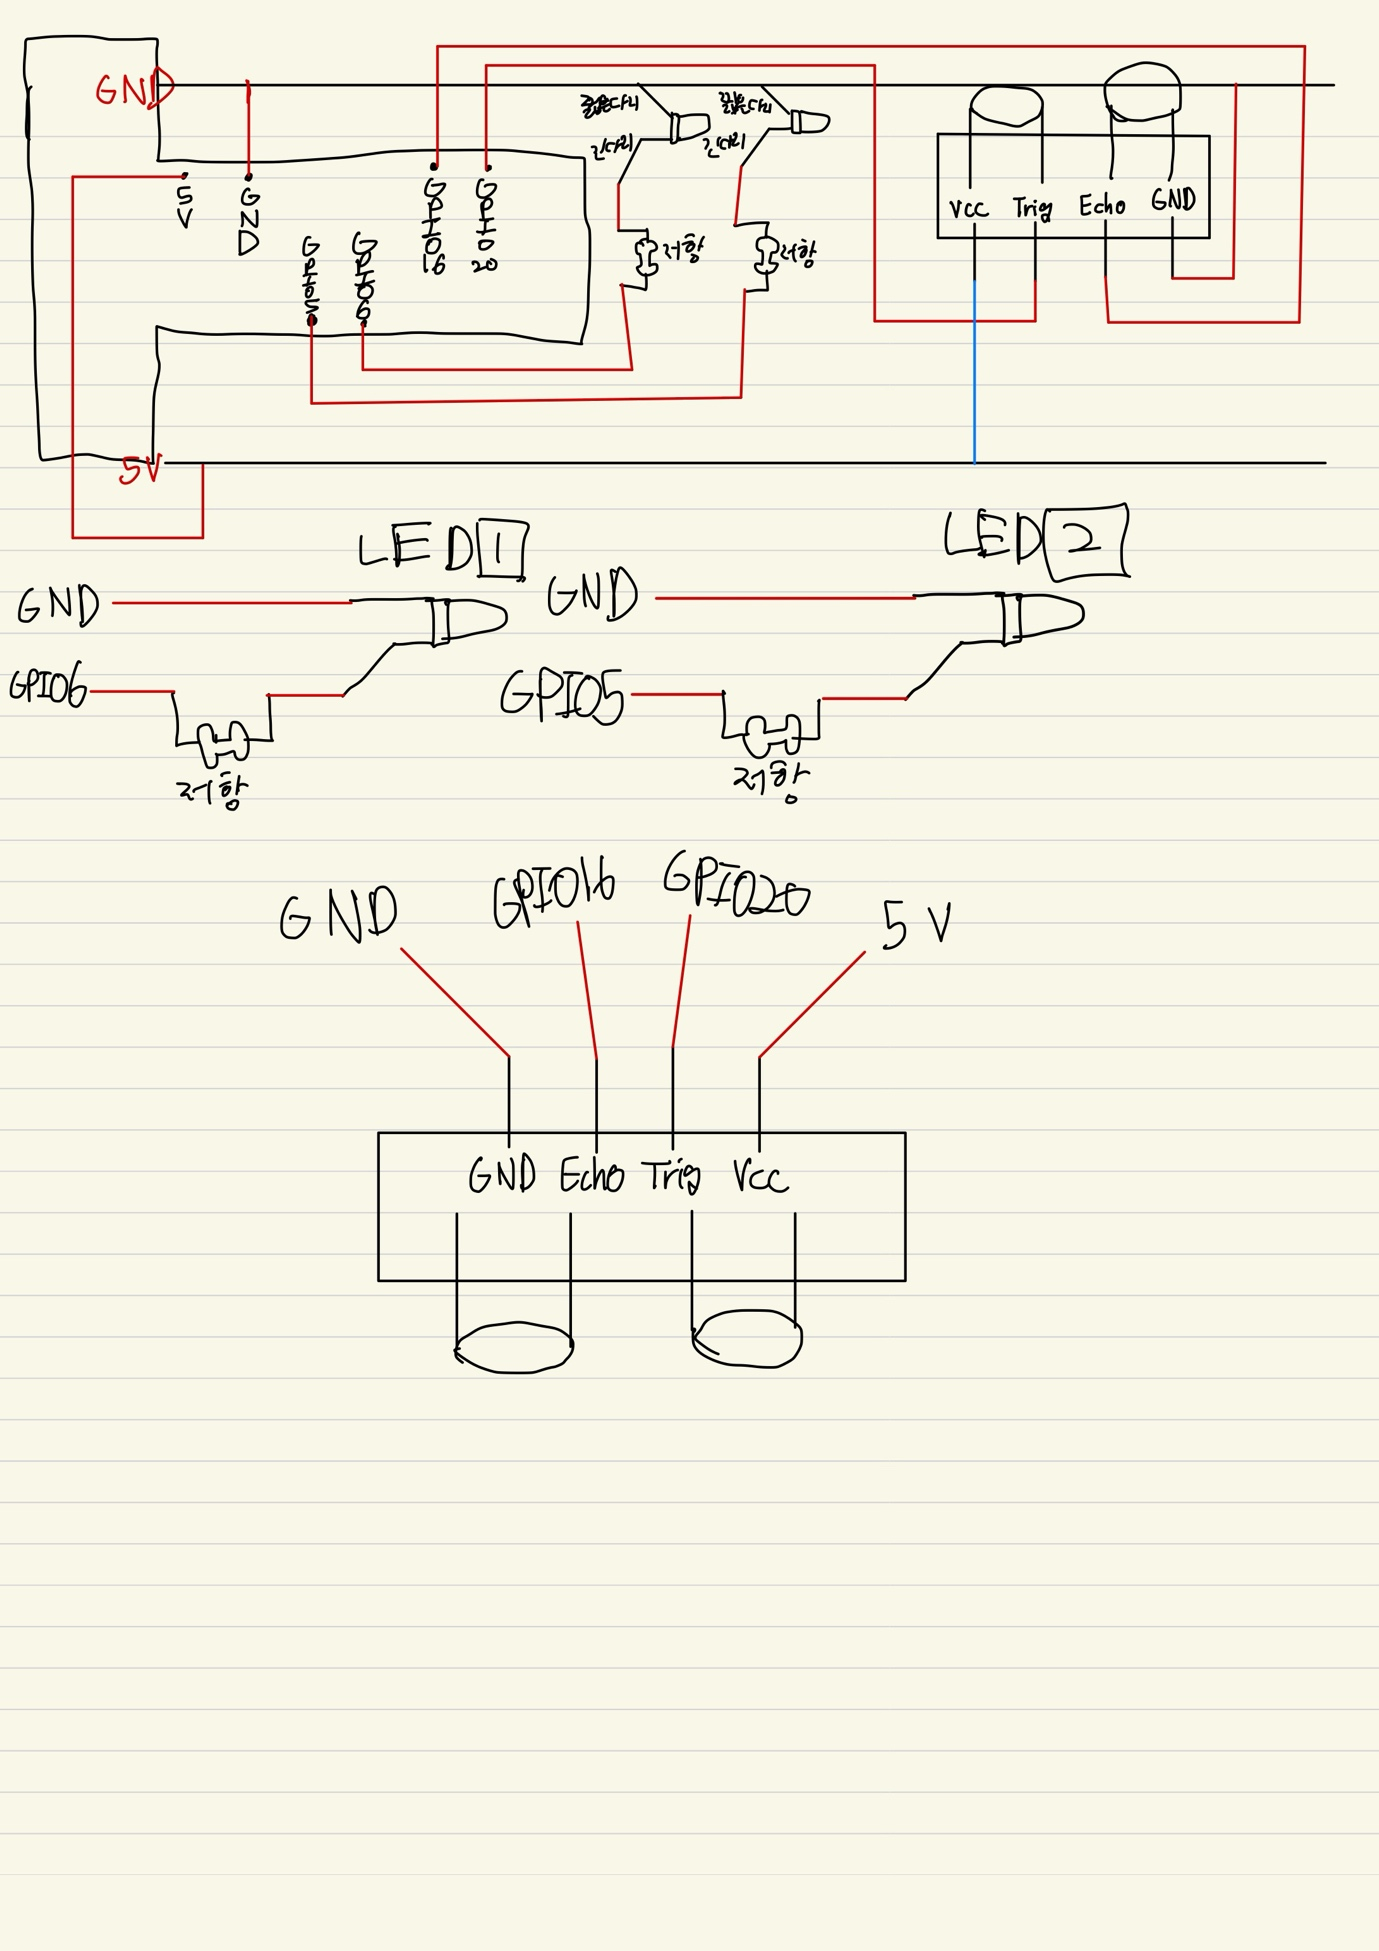 GND
짧은다리 짧은다리
긴다리 긴다리
5V GND GPIO16 GPIO20
Vcc Trig Echo GND
GPIO5 GPIO6
저항 저항
5V
LED 1
LED 2
GND
GND
GPIO6
GPIO5
저항
저항
GND GPIO16 GPIO20 5V
GND Echo Trig Vcc